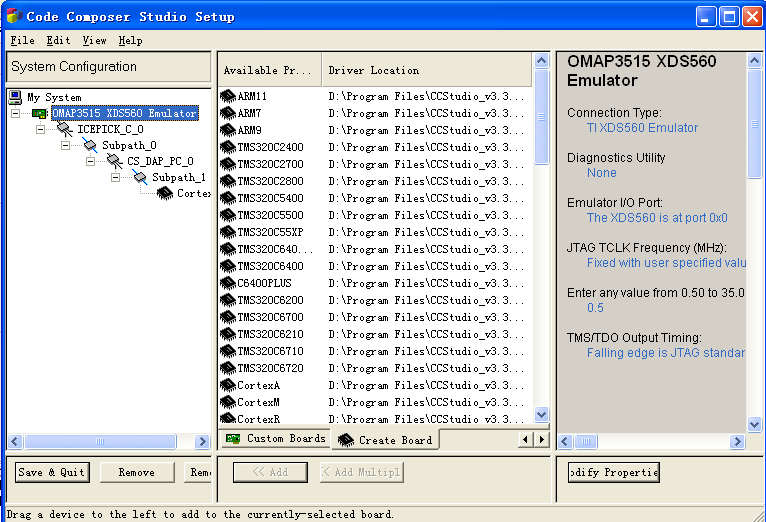 Code Composer Studio Setup
File Edit View Help
System Configuration
My System
OMAP3515 XDS560 Emulator
ICEPICK_C_0
Subpath_0
CS_DAP_PC_0
Subpath_1
Cortex
Available Pr... Driver Location
ARM11 D:\Program Files\CCStudio_v3.3...
ARM7 D:\Program Files\CCStudio_v3.3...
ARM9 D:\Program Files\CCStudio_v3.3...
TMS320C2400 D:\Program Files\CCStudio_v3.3...
TMS320C2700 D:\Program Files\CCStudio_v3.3...
TMS320C2800 D:\Program Files\CCStudio_v3.3...
TMS320C5400 D:\Program Files\CCStudio_v3.3...
TMS320C5500 D:\Program Files\CCStudio_v3.3...
TMS320C55XP D:\Program Files\CCStudio_v3.3...
TMS320C640... D:\Program Files\CCStudio_v3.3...
TMS320C6400 D:\Program Files\CCStudio_v3.3...
C6400PLUS D:\Program Files\CCStudio_v3.3...
TMS320C6200 D:\Program Files\CCStudio_v3.3...
TMS320C6700 D:\Program Files\CCStudio_v3.3...
TMS320C6210 D:\Program Files\CCStudio_v3.3...
TMS320C6710 D:\Program Files\CCStudio_v3.3...
TMS320C6720 D:\Program Files\CCStudio_v3.3...
CortexA D:\Program Files\CCStudio_v3.3...
CortexM D:\Program Files\CCStudio_v3.3...
CortexR D:\Program Files\CCStudio_v3.3...
Custom Boards Create Board
OMAP3515 XDS560
Emulator
Connection Type:
TI XDS560 Emulator
Diagnostics Utility
None
Emulator I/O Port:
The XDS560 is at port 0x0
JTAG TCLK Frequency (MHz):
Fixed with user specified valu
Enter any value from 0.50 to 35.0
0.5
TMS/TDO Output Timing:
Falling edge is JTAG standar
Save & Quit Remove Remo << Add < Add Multipl odify Propertie
Drag a device to the left to add to the currently-selected board.